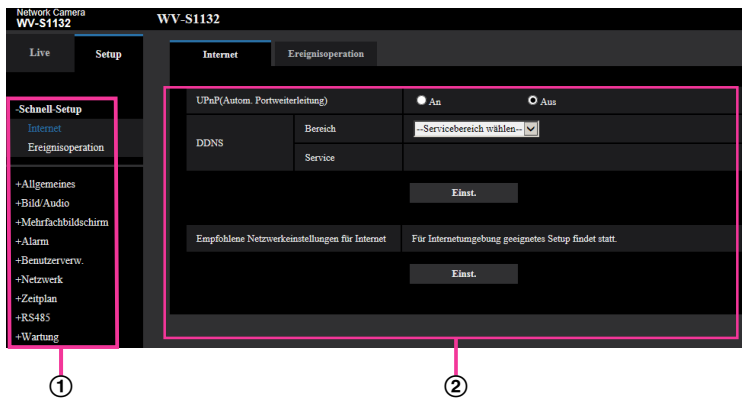 Network Camera
WV-S1132
WV-S1132
Live
Setup
Internet
Ereignisoperation
-Schnell-Setup
Internet
Ereignisoperation
+Allgemeines
+Bild/Audio
+Mehrfachbildschirm
+Alarm
+Benutzerverw.
+Netzwerk
+Zeitplan
+RS485
+Wartung
UPnP(Autom. Portweiterleitung)
An
Aus
DDNS
Bereich
--Servicebereich wählen--
Service
Einst.
Empfohlene Netzwerkeinstellungen für Internet
Für Internetumgebung geeignetes Setup findet statt.
Einst.
①
②